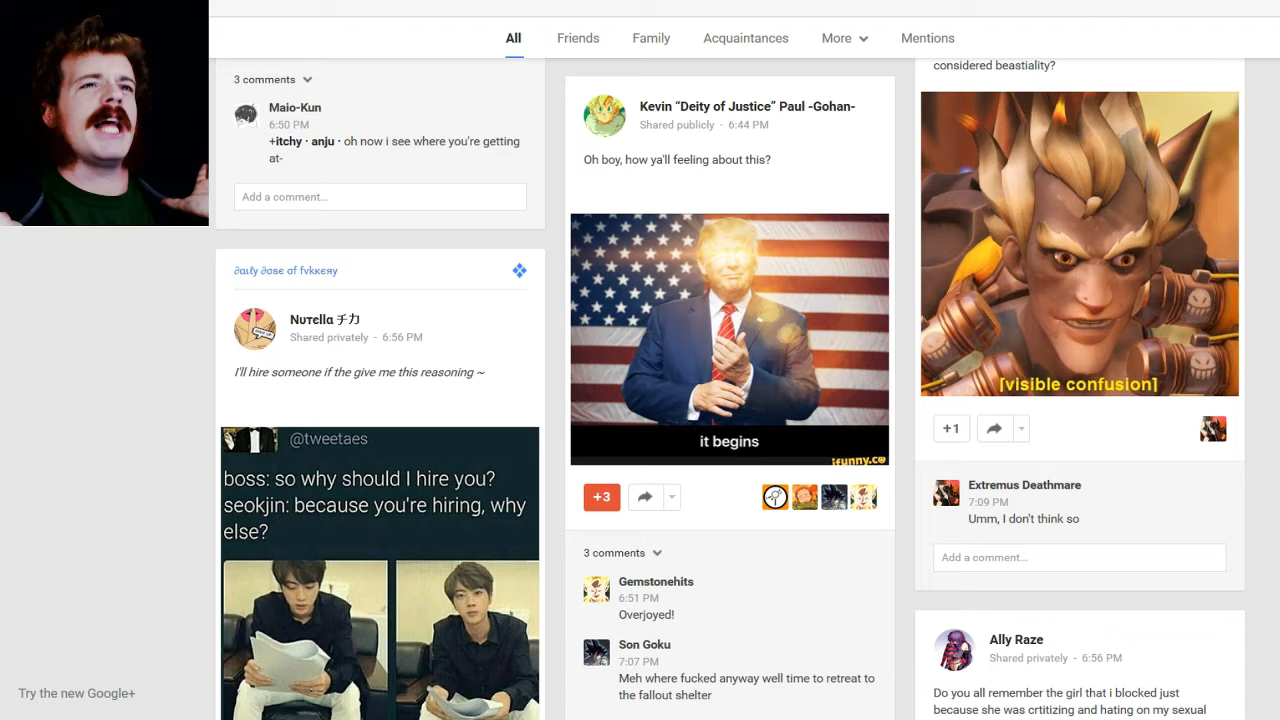 All
Friends
Family
Acquaintances
More
Mentions
3 comments
Maio-Kun
6:50 PM
+itchy · anju · oh now i see where you're getting
at-
Add a comment...
∂αιℓу ∂σsє σf fvkкєяу
Nυтєllα チカ
Shared privately - 6:56 PM
I'll hire someone if the give me this reasoning ~
@tweetaes
boss: so why should I hire you?
seokjin: because you're hiring, why
else?
Try the new Google+
Kevin “Deity of Justice” Paul -Gohan-
Shared publicly - 6:44 PM
Oh boy, how ya'll feeling about this?
it begins
ifunny.co
+3
3 comments
Gemstonehits
6:51 PM
Overjoyed!
Son Goku
7:07 PM
Meh where fucked anyway well time to retreat to
the fallout shelter
considered beastiality?
[visible confusion]
+1
Extremus Deathmare
7:09 PM
Umm, I don't think so
Add a comment...
Ally Raze
Shared privately - 6:56 PM
Do you all remember the girl that i blocked just
because she was crtitizing and hating on my sexual